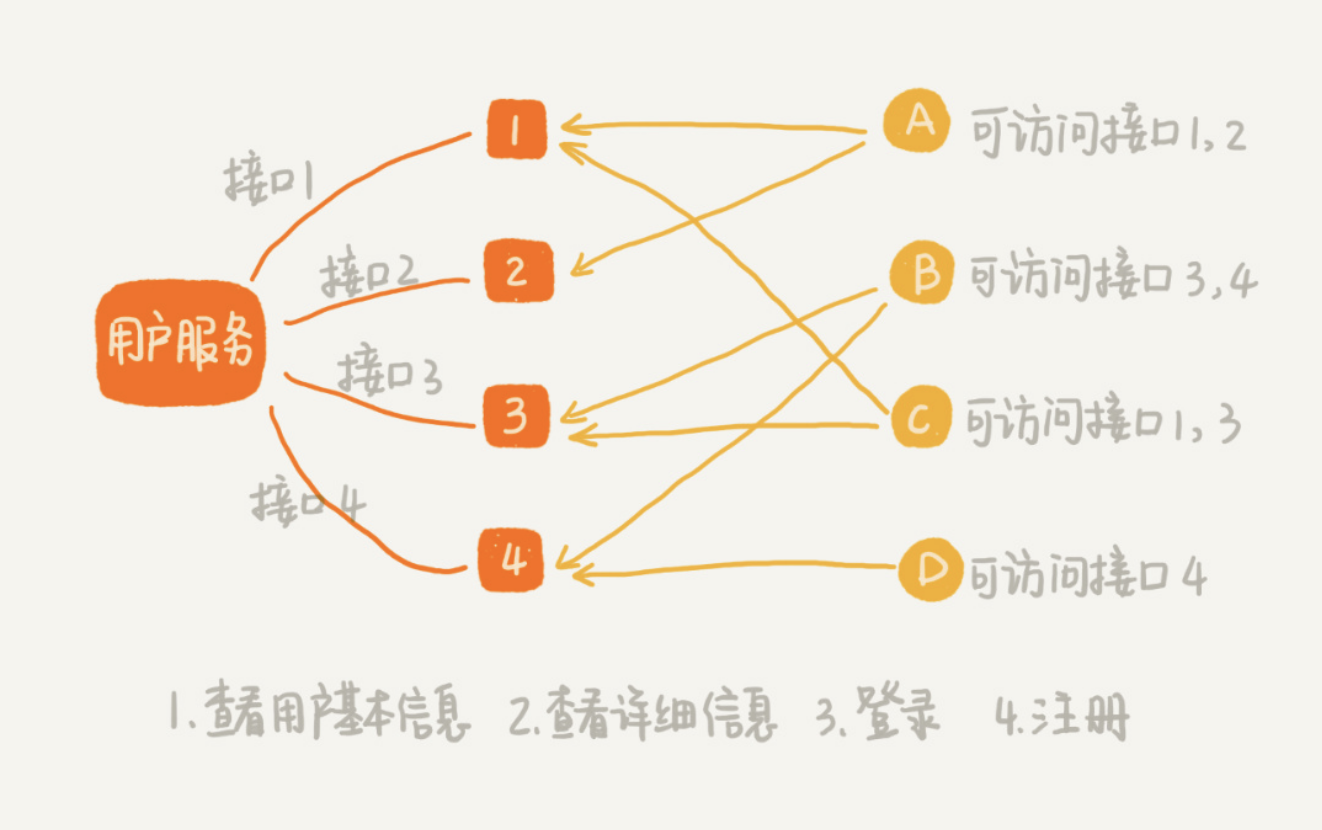 1
A 可访问接口1,2
接口1
2
接口2
B 可访问接口3,4
用户服务
接口3
3
C 可访问接口1,3
接口4
4
D 可访问接口4
1.查看用户基本信息 2.查看详细信息 3.登录 4.注册